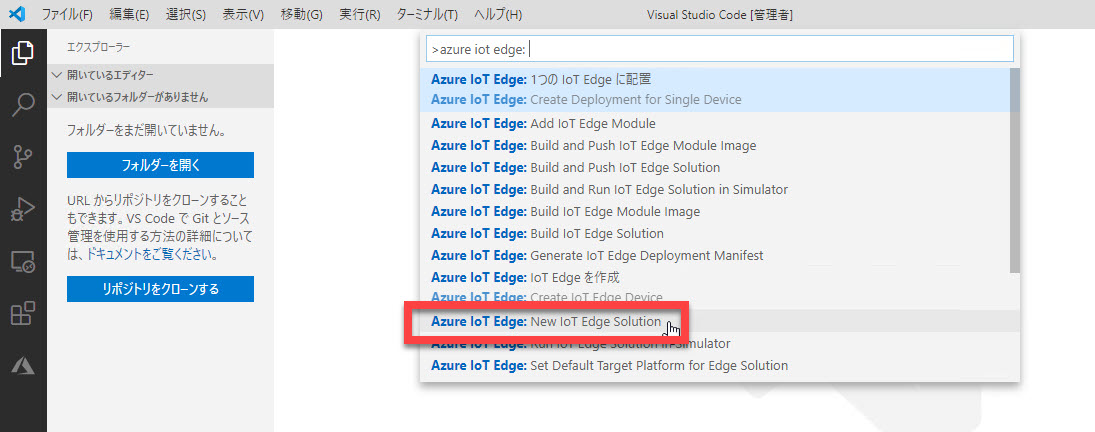 ファイル(F) 編集(E) 選択(S) 表示(V) 移動(G) 実行(R) ターミナル(T) ヘルプ(H) Visual Studio Code [管理者]
エクスプローラー
開いているエディター
開いているフォルダーがありません
フォルダーをまだ開いていません。
フォルダーを開く
URL からリポジトリをクローンすること
もできます。VS Code で Git とソース
管理を使用する方法の詳細について
は、ドキュメントをご覧ください。
リポジトリをクローンする
>azure iot edge:
Azure IoT Edge: 1つの IoT Edge に配置
Azure IoT Edge: Create Deployment for Single Device
Azure IoT Edge: Add IoT Edge Module
Azure IoT Edge: Build and Push IoT Edge Module Image
Azure IoT Edge: Build and Push IoT Edge Solution
Azure IoT Edge: Build and Run IoT Edge Solution in Simulator
Azure IoT Edge: Build IoT Edge Module Image
Azure IoT Edge: Build IoT Edge Solution
Azure IoT Edge: Generate IoT Edge Deployment Manifest
Azure IoT Edge: IoT Edge を作成
Azure IoT Edge: Create IoT Edge Device
Azure IoT Edge: New IoT Edge Solution
Azure IoT Edge: Run IoT Edge Solution in Simulator
Azure IoT Edge: Set Default Target Platform for Edge Solution